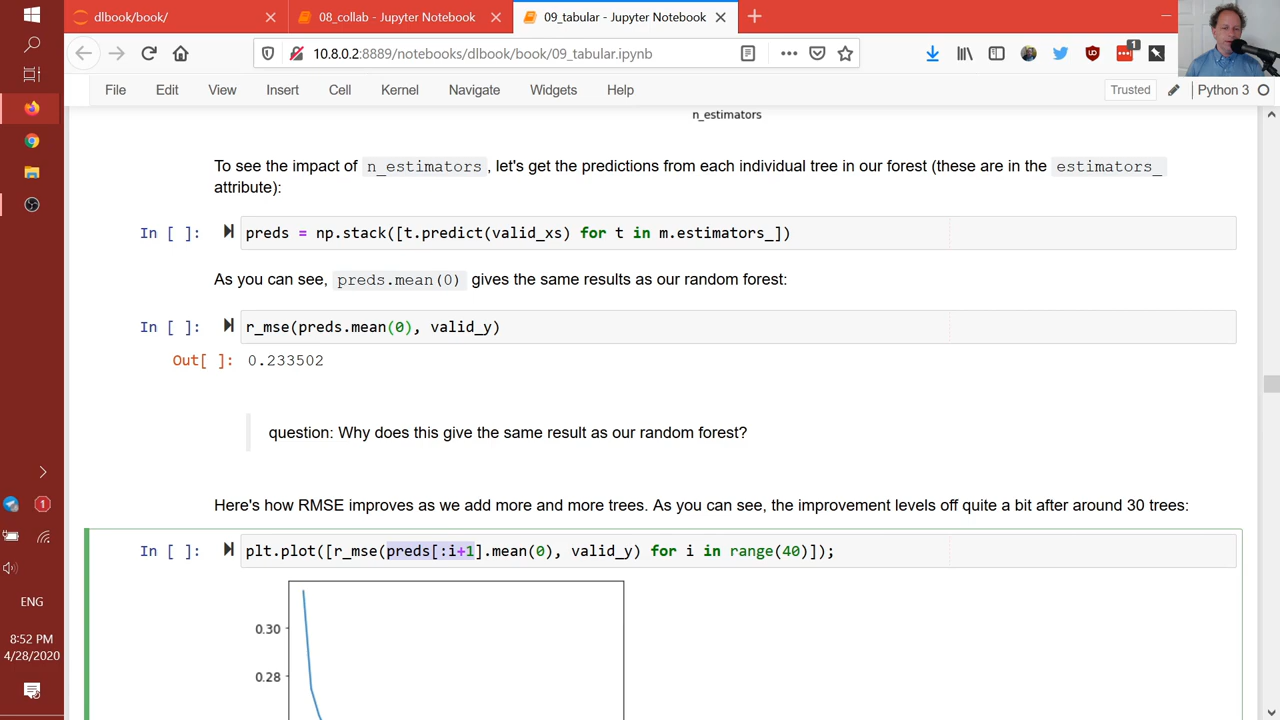 dlbook/book/
08_collab - Jupyter Notebook
09_tabular - Jupyter Notebook
10.8.0.2:8889/notebooks/dlbook/book/09_tabular.ipynb
1
File Edit View Insert Cell Kernel Navigate Widgets Help
Trusted Python 3
n_estimators
To see the impact of n_estimators , let's get the predictions from each individual tree in our forest (these are in the estimators_
attribute):
In [ ]: preds = np.stack([t.predict(valid_xs) for t in m.estimators_])
As you can see, preds.mean(0) gives the same results as our random forest:
In [ ]: r_mse(preds.mean(0), valid_y)
Out[ ]: 0.233502
question: Why does this give the same result as our random forest?
Here's how RMSE improves as we add more and more trees. As you can see, the improvement levels off quite a bit after around 30 trees:
In [ ]: plt.plot([r_mse(preds[:i+1].mean(0), valid_y) for i in range(40)]);
0.30
0.28
1
ENG
8:52 PM
4/28/2020